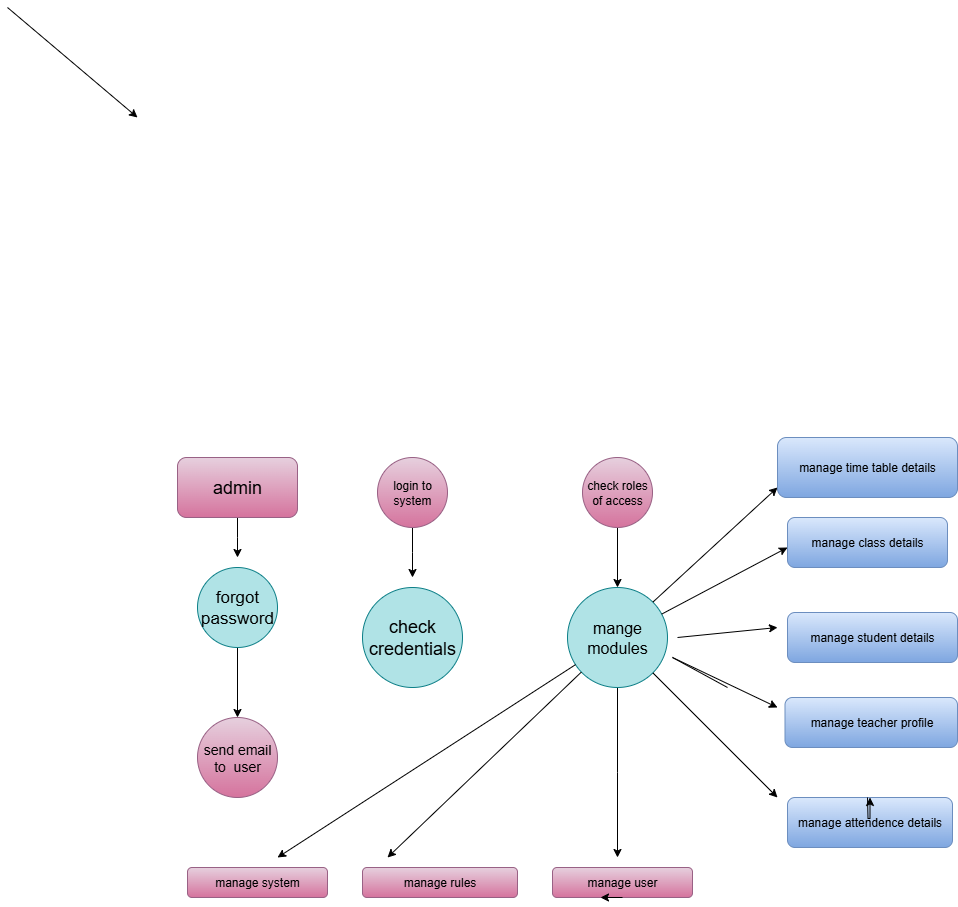 admin
forgot
password
send email
to user
login to
system
check
credentials
check roles
of access
mange
modules
manage time table details
manage class details
manage student details
manage teacher profile
manage attendence details
manage system
manage rules
manage user